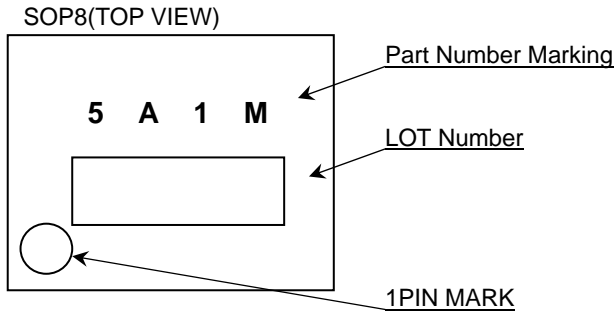 SOP8(TOP VIEW)
Part Number Marking
5 A 1 M
LOT Number
1PIN MARK